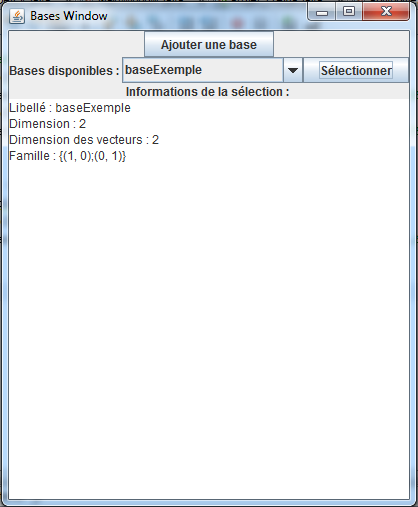 Bases Window
Ajouter une base
Bases disponibles : baseExemple Sélectionner
Informations de la sélection :
Libellé : baseExemple
Dimension : 2
Dimension des vecteurs : 2
Famille : {(1, 0);(0, 1)}